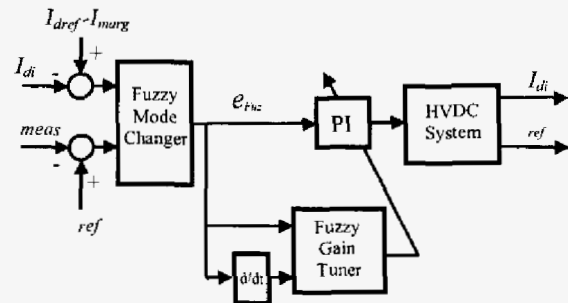 I_dref - I_marg
+
I_di
-
Fuzzy
Mode
Changer
e_Fuz
PI
HVDC
System
I_di
ref
meas
-
+
ref
d/dt
Fuzzy
Gain
Tuner